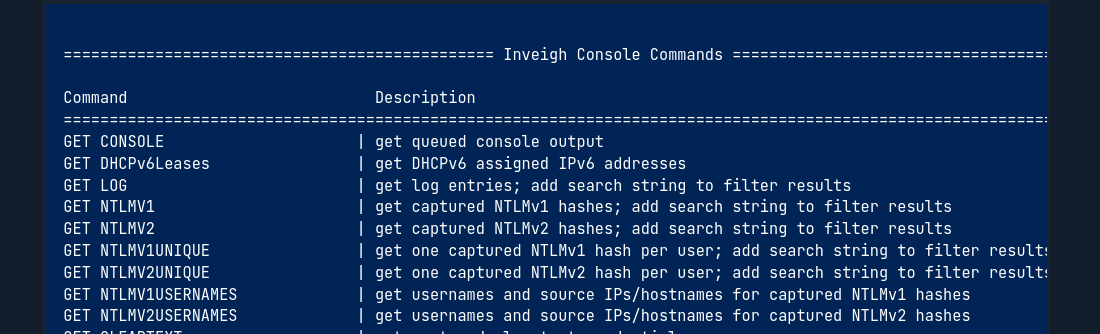 =============================================== Inveigh Console Commands ===================================
Command                           Description
============================================================================================================
GET CONSOLE                     | get queued console output
GET DHCPv6Leases                | get DHCPv6 assigned IPv6 addresses
GET LOG                         | get log entries; add search string to filter results
GET NTLMV1                      | get captured NTLMv1 hashes; add search string to filter results
GET NTLMV2                      | get captured NTLMv2 hashes; add search string to filter results
GET NTLMV1UNIQUE                | get one captured NTLMv1 hash per user; add search string to filter results
GET NTLMV2UNIQUE                | get one captured NTLMv2 hash per user; add search string to filter results
GET NTLMV1USERNAMES             | get usernames and source IPs/hostnames for captured NTLMv1 hashes
GET NTLMV2USERNAMES             | get usernames and source IPs/hostnames for captured NTLMv2 hashes